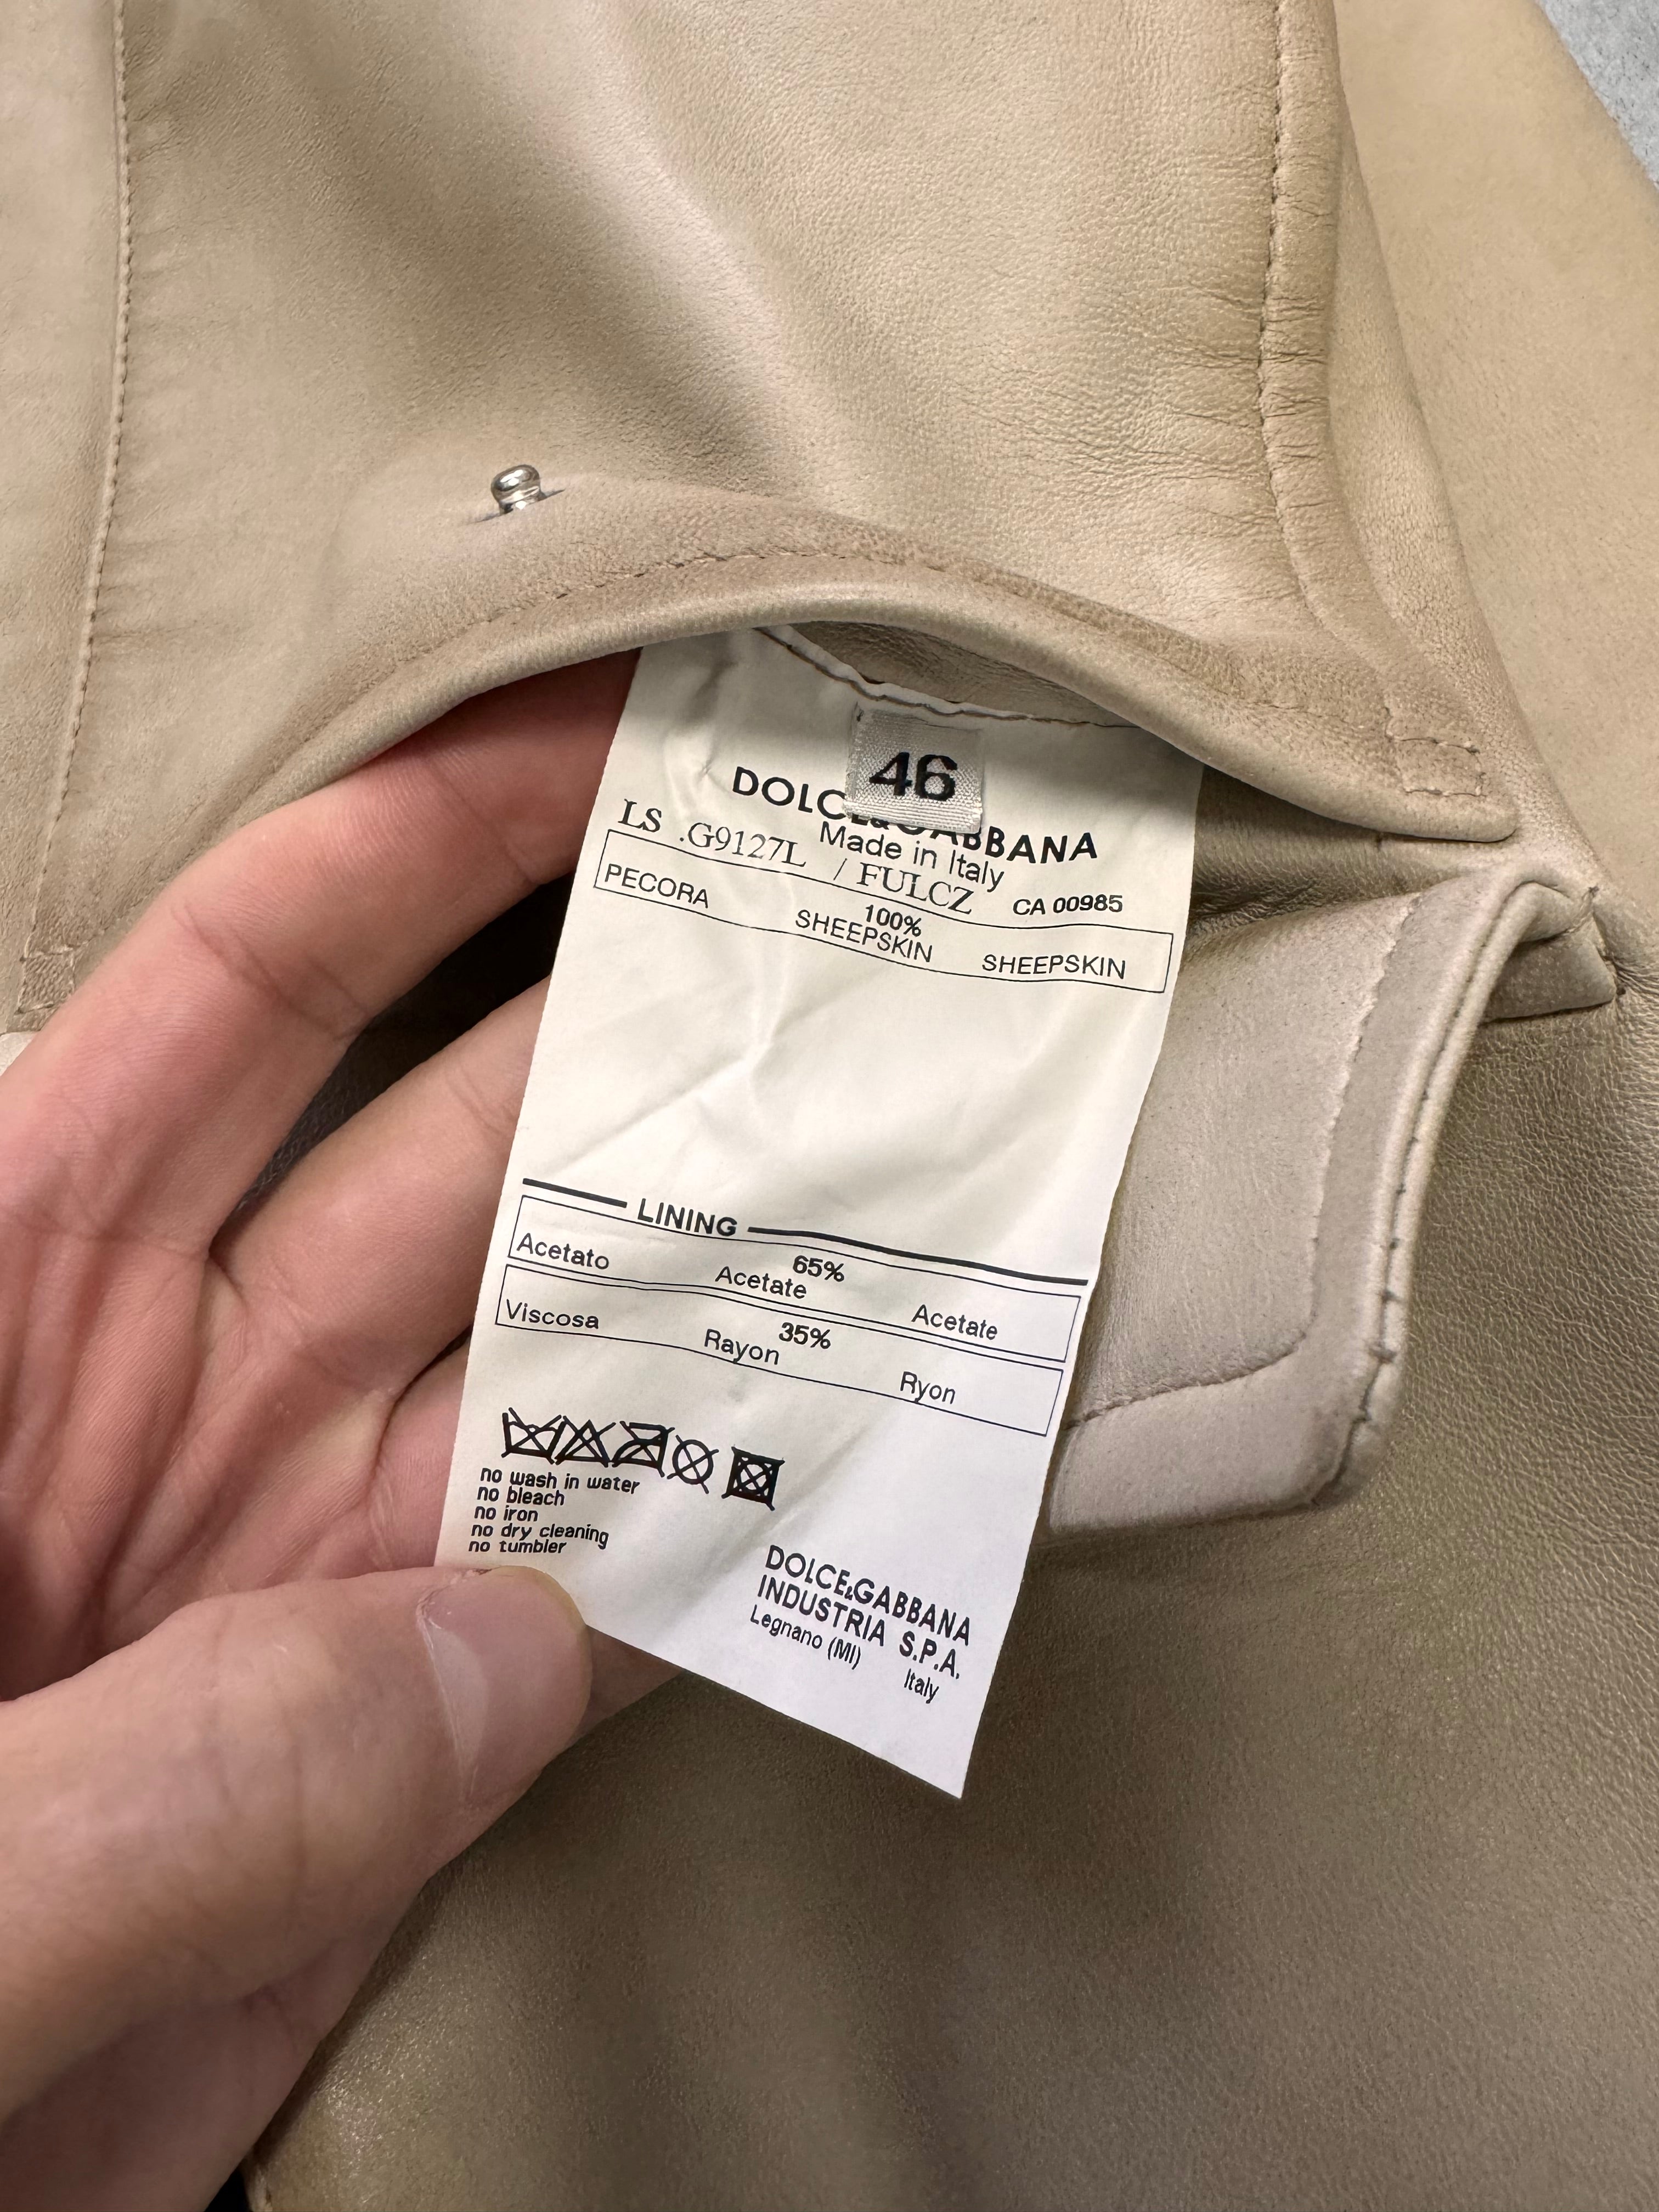 46
DOLCE&GABBANA
Made in Italy
LS .G9127L / FULCZ CA 00985
100%
PECORA SHEEPSKIN SHEEPSKIN
LINING
65%
Acetato Acetate Acetate
35%
Viscosa Rayon Ryon
no wash in water
no bleach
no iron
no dry cleaning
no tumbler
DOLCE&GABBANA
INDUSTRIA S.P.A.
Legnano (MI)
Italy